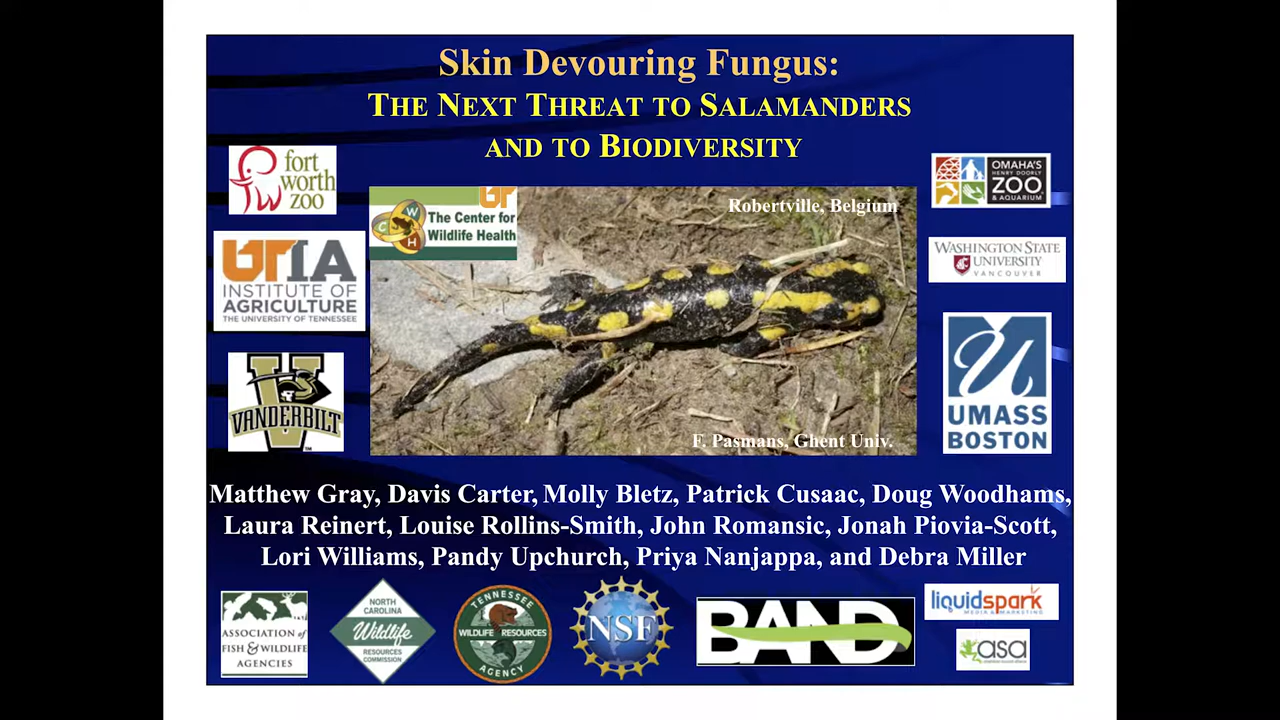 Skin Devouring Fungus:
THE NEXT THREAT TO SALAMANDERS
AND TO BIODIVERSITY
fort
worth
zoo
OMAHA'S
HENRY DOORLY
ZOO
& AQUARIUM
The Center for
Wildlife Health
W
C
H
Robertville, Belgium
UTIA
INSTITUTE OF
AGRICULTURE
THE UNIVERSITY OF TENNESSEE
WASHINGTON STATE
UNIVERSITY
VANCOUVER
V
VANDERBILT
U
UMASS
BOSTON
F. Pasmans, Ghent Univ.
Matthew Gray, Davis Carter, Molly Bletz, Patrick Cusaac, Doug Woodhams,
Laura Reinert, Louise Rollins-Smith, John Romansic, Jonah Piovia-Scott,
Lori Williams, Pandy Upchurch, Priya Nanjappa, and Debra Miller
ASSOCIATION of
FISH & WILDLIFE
AGENCIES
NORTH
CAROLINA
Wildlife
RESOURCES
COMMISSION
TENNESSEE
WILDLIFE RESOURCES
AGENCY
NSF
BAND
liquidspark
MEDIA & MARKETING
asa